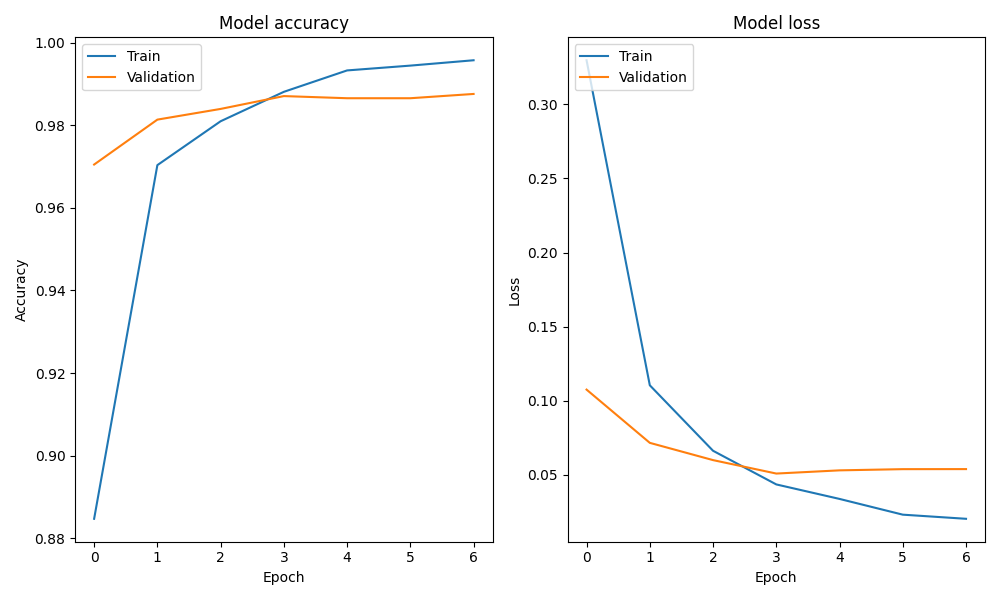 Model accuracy
1.00
0.98
0.96
0.94
0.92
0.90
0.88
Accuracy
Train
Validation
0 1 2 3 4 5 6
Epoch
Model loss
0.30
0.25
0.20
0.15
0.10
0.05
Loss
Train
Validation
0 1 2 3 4 5 6
Epoch